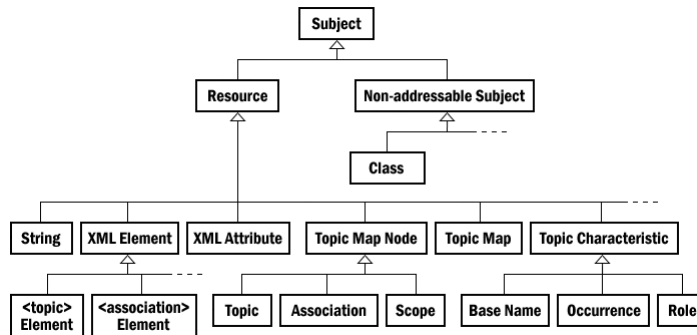 Subject
Resource
Non-addressable Subject
Class
String
XML Element
XML Attribute
Topic Map Node
Topic Map
Topic Characteristic
<topic>
Element
<association>
Element
Topic
Association
Scope
Base Name
Occurrence
Role